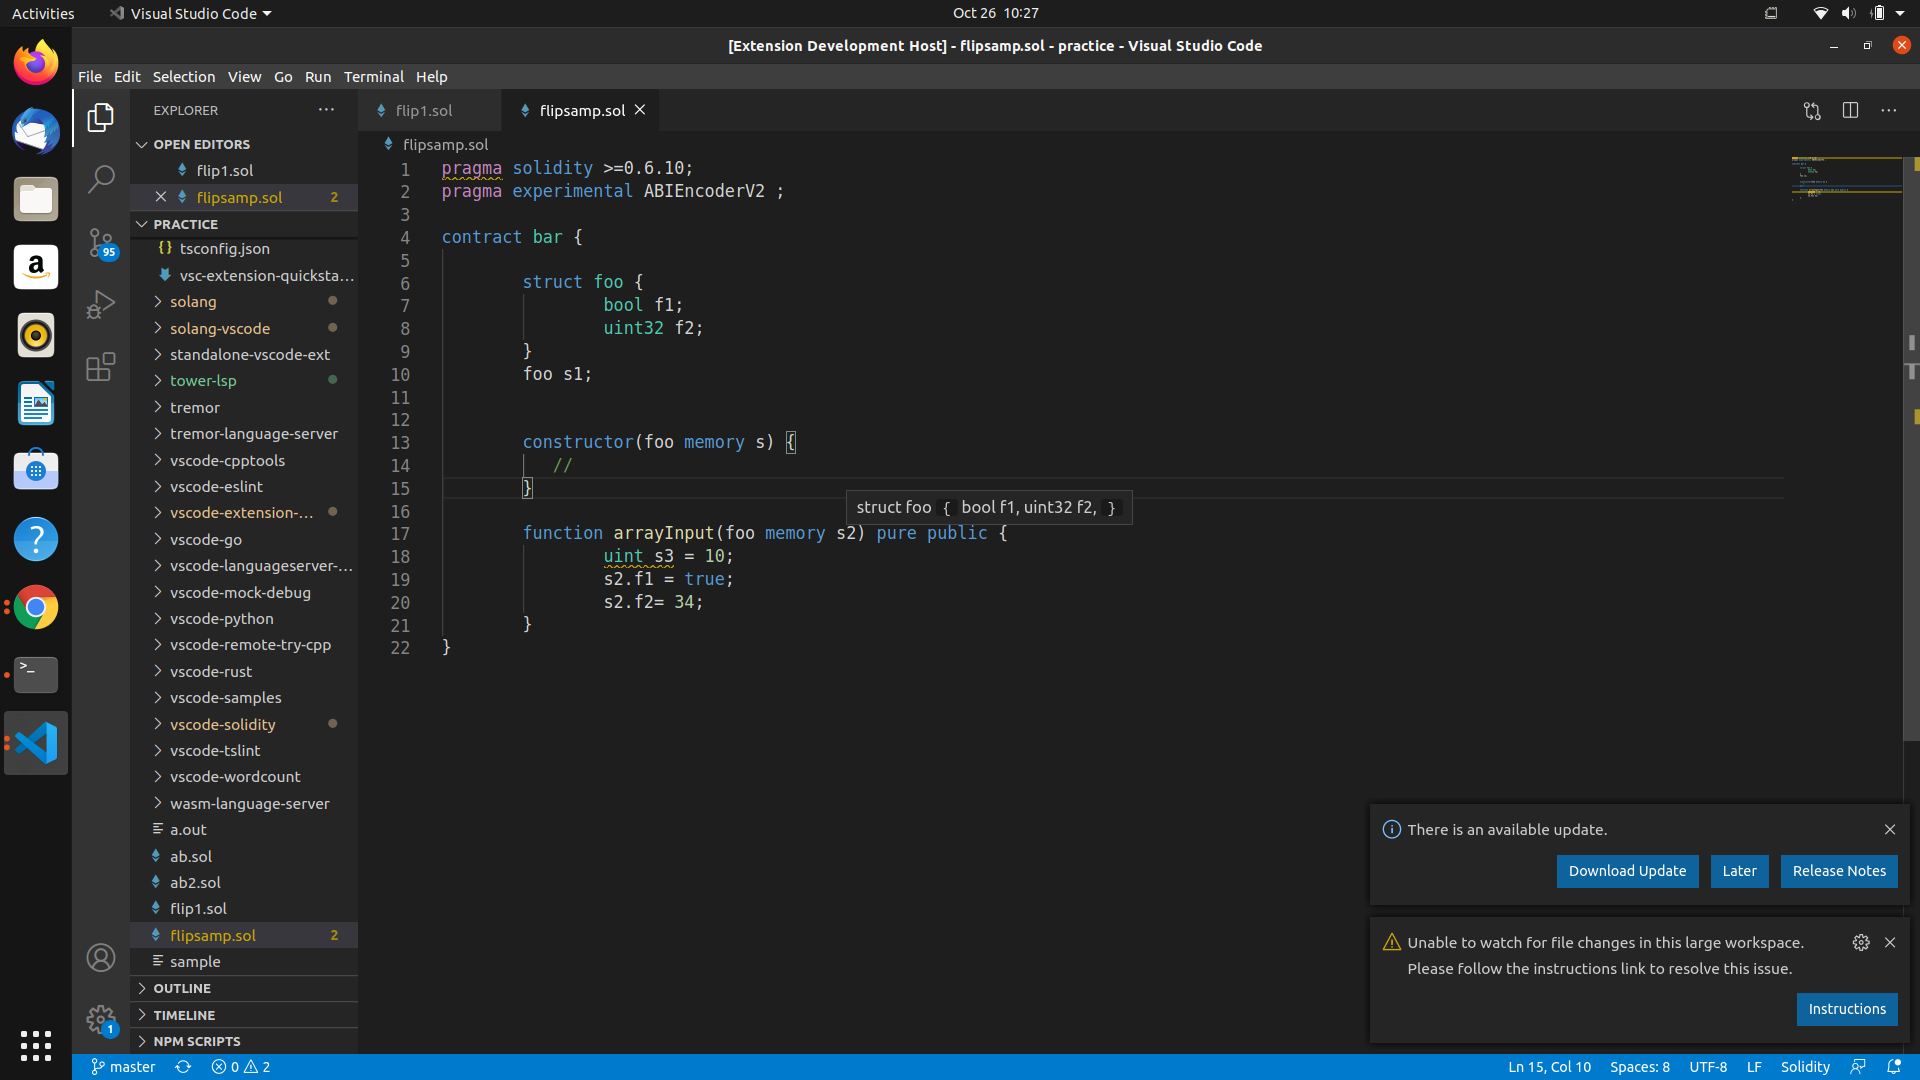 Activities
Visual Studio Code
Oct 26 10:27
[Extension Development Host] - flipsamp.sol - practice - Visual Studio Code
File Edit Selection View Go Run Terminal Help
EXPLORER
OPEN EDITORS
flip1.sol
flipsamp.sol 2
PRACTICE
tsconfig.json
vsc-extension-quicksta...
solang
solang-vscode
standalone-vscode-ext
tower-lsp
tremor
tremor-language-server
vscode-cpptools
vscode-eslint
vscode-extension-...
vscode-go
vscode-languageserver-...
vscode-mock-debug
vscode-python
vscode-remote-try-cpp
vscode-rust
vscode-samples
vscode-solidity
vscode-tslint
vscode-wordcount
wasm-language-server
a.out
ab.sol
ab2.sol
flip1.sol
flipsamp.sol 2
sample
OUTLINE
TIMELINE
NPM SCRIPTS
95
1
flip1.sol
flipsamp.sol
flipsamp.sol
1 pragma solidity >=0.6.10;
2 pragma experimental ABIEncoderV2 ;
3
4 contract bar {
5
6 struct foo {
7 bool f1;
8 uint32 f2;
9 }
10 foo s1;
11
12
13 constructor(foo memory s) {
14 //
15 }
16
struct foo { bool f1, uint32 f2, }
17 function arrayInput(foo memory s2) pure public {
18 uint s3 = 10;
19 s2.f1 = true;
20 s2.f2= 34;
21 }
22 }
There is an available update.
Download Update
Later
Release Notes
Unable to watch for file changes in this large workspace.
Please follow the instructions link to resolve this issue.
Instructions
master
0 2
Ln 15, Col 10
Spaces: 8
UTF-8
LF
Solidity